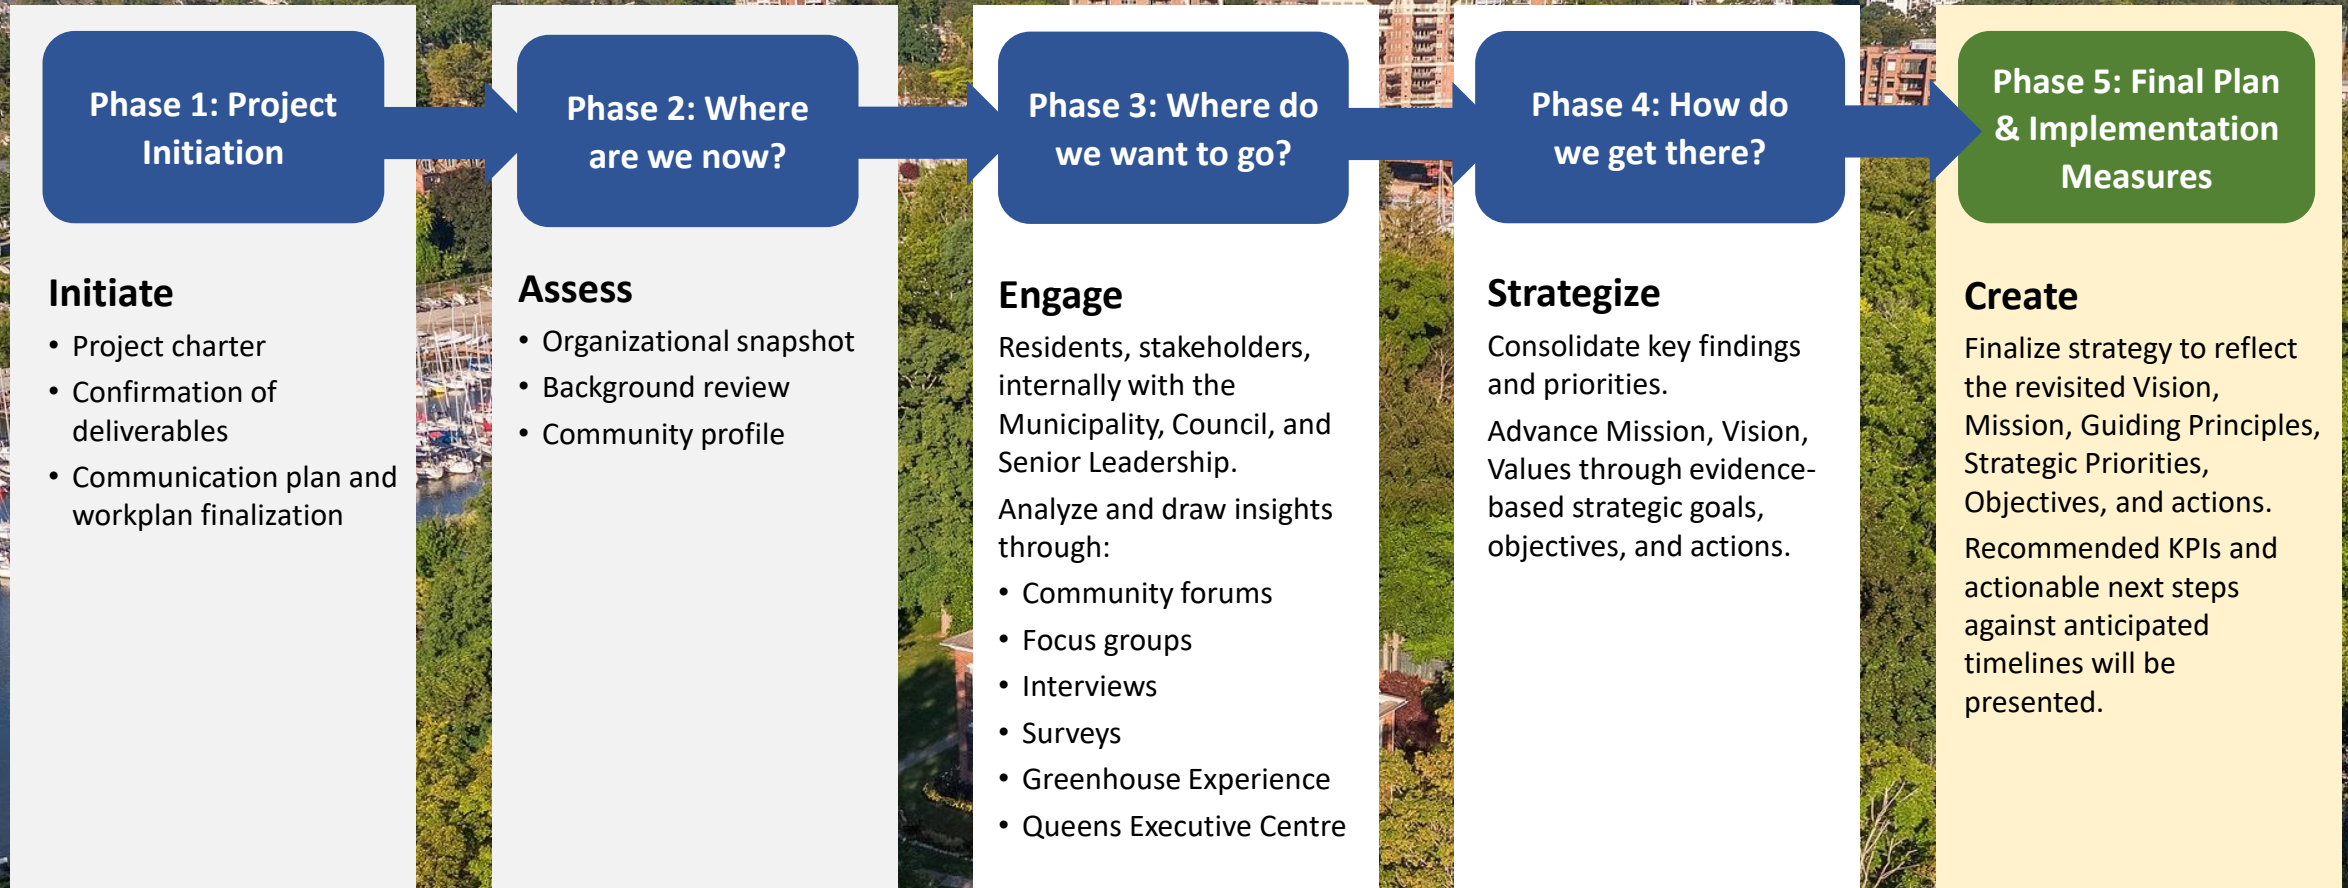 Phase 1: Project
Initiation
Initiate
• Project charter
• Confirmation of
deliverables
• Communication plan and
workplan finalization
Phase 2: Where
are we now?
Assess
• Organizational snapshot
• Background review
• Community profile
Phase 3: Where do
we want to go?
Engage
Residents, stakeholders,
internally with the
Municipality, Council, and
Senior Leadership.
Analyze and draw insights
through:
• Community forums
• Focus groups
• Interviews
• Surveys
• Greenhouse Experience
• Queens Executive Centre
Phase 4: How do
we get there?
Strategize
Consolidate key findings
and priorities.
Advance Mission, Vision,
Values through evidence-
based strategic goals,
objectives, and actions.
Phase 5: Final Plan
& Implementation
Measures
Create
Finalize strategy to reflect
the revisited Vision,
Mission, Guiding Principles,
Strategic Priorities,
Objectives, and actions.
Recommended KPIs and
actionable next steps
against anticipated
timelines will be
presented.